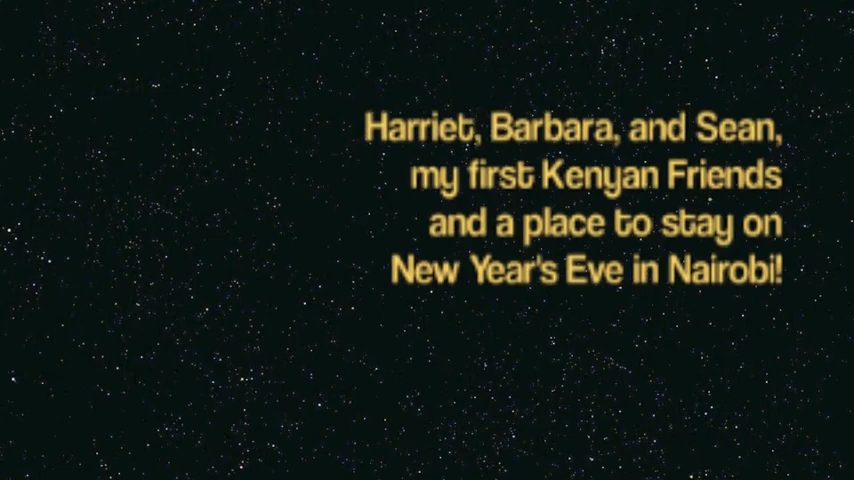 Harriet, Barbara, and Sean,
my first Kenyan Friends
and a place to stay on
New Year's Eve in Nairobi!